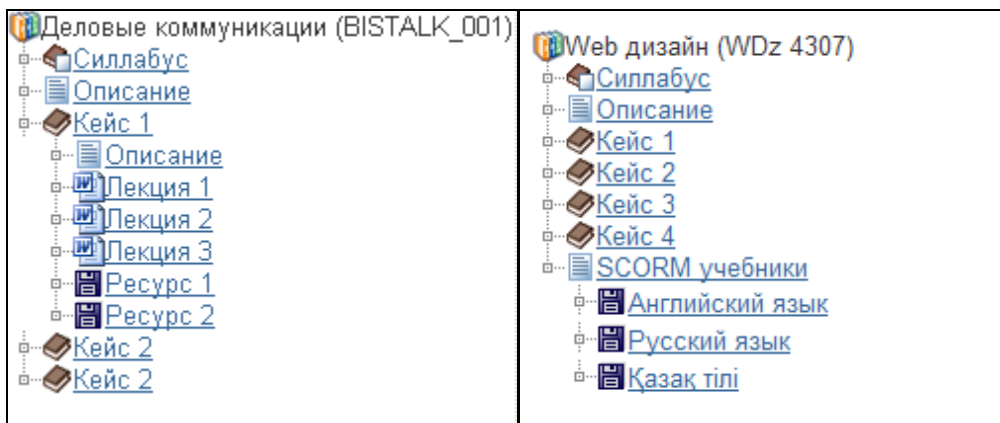 Деловые коммуникации (BISTALK_001)
Силлабус
Описание
Кейс 1
Описание
Лекция 1
Лекция 2
Лекция 3
Ресурс 1
Ресурс 2
Кейс 2
Кейс 2
Web дизайн (WDz 4307)
Силлабус
Описание
Кейс 1
Кейс 2
Кейс 3
Кейс 4
SCORM учебники
Английский язык
Русский язык
Қазақ тілі